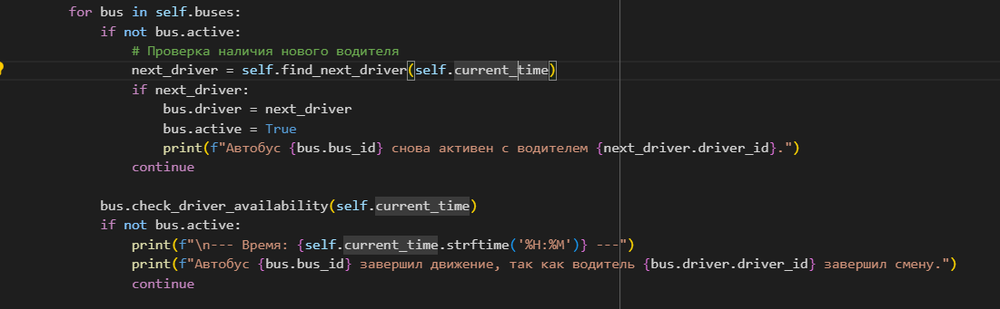 for bus in self.buses:
    if not bus.active:
        # Проверка наличия нового водителя
        next_driver = self.find_next_driver(self.current_time)
        if next_driver:
            bus.driver = next_driver
            bus.active = True
            print(f"Автобус {bus.bus_id} снова активен с водителем {next_driver.driver_id}.")
        continue

    bus.check_driver_availability(self.current_time)
    if not bus.active:
        print(f"\n--- Время: {self.current_time.strftime('%H:%M')} ---")
        print(f"Автобус {bus.bus_id} завершил движение, так как водитель {bus.driver.driver_id} завершил смену.")
        continue